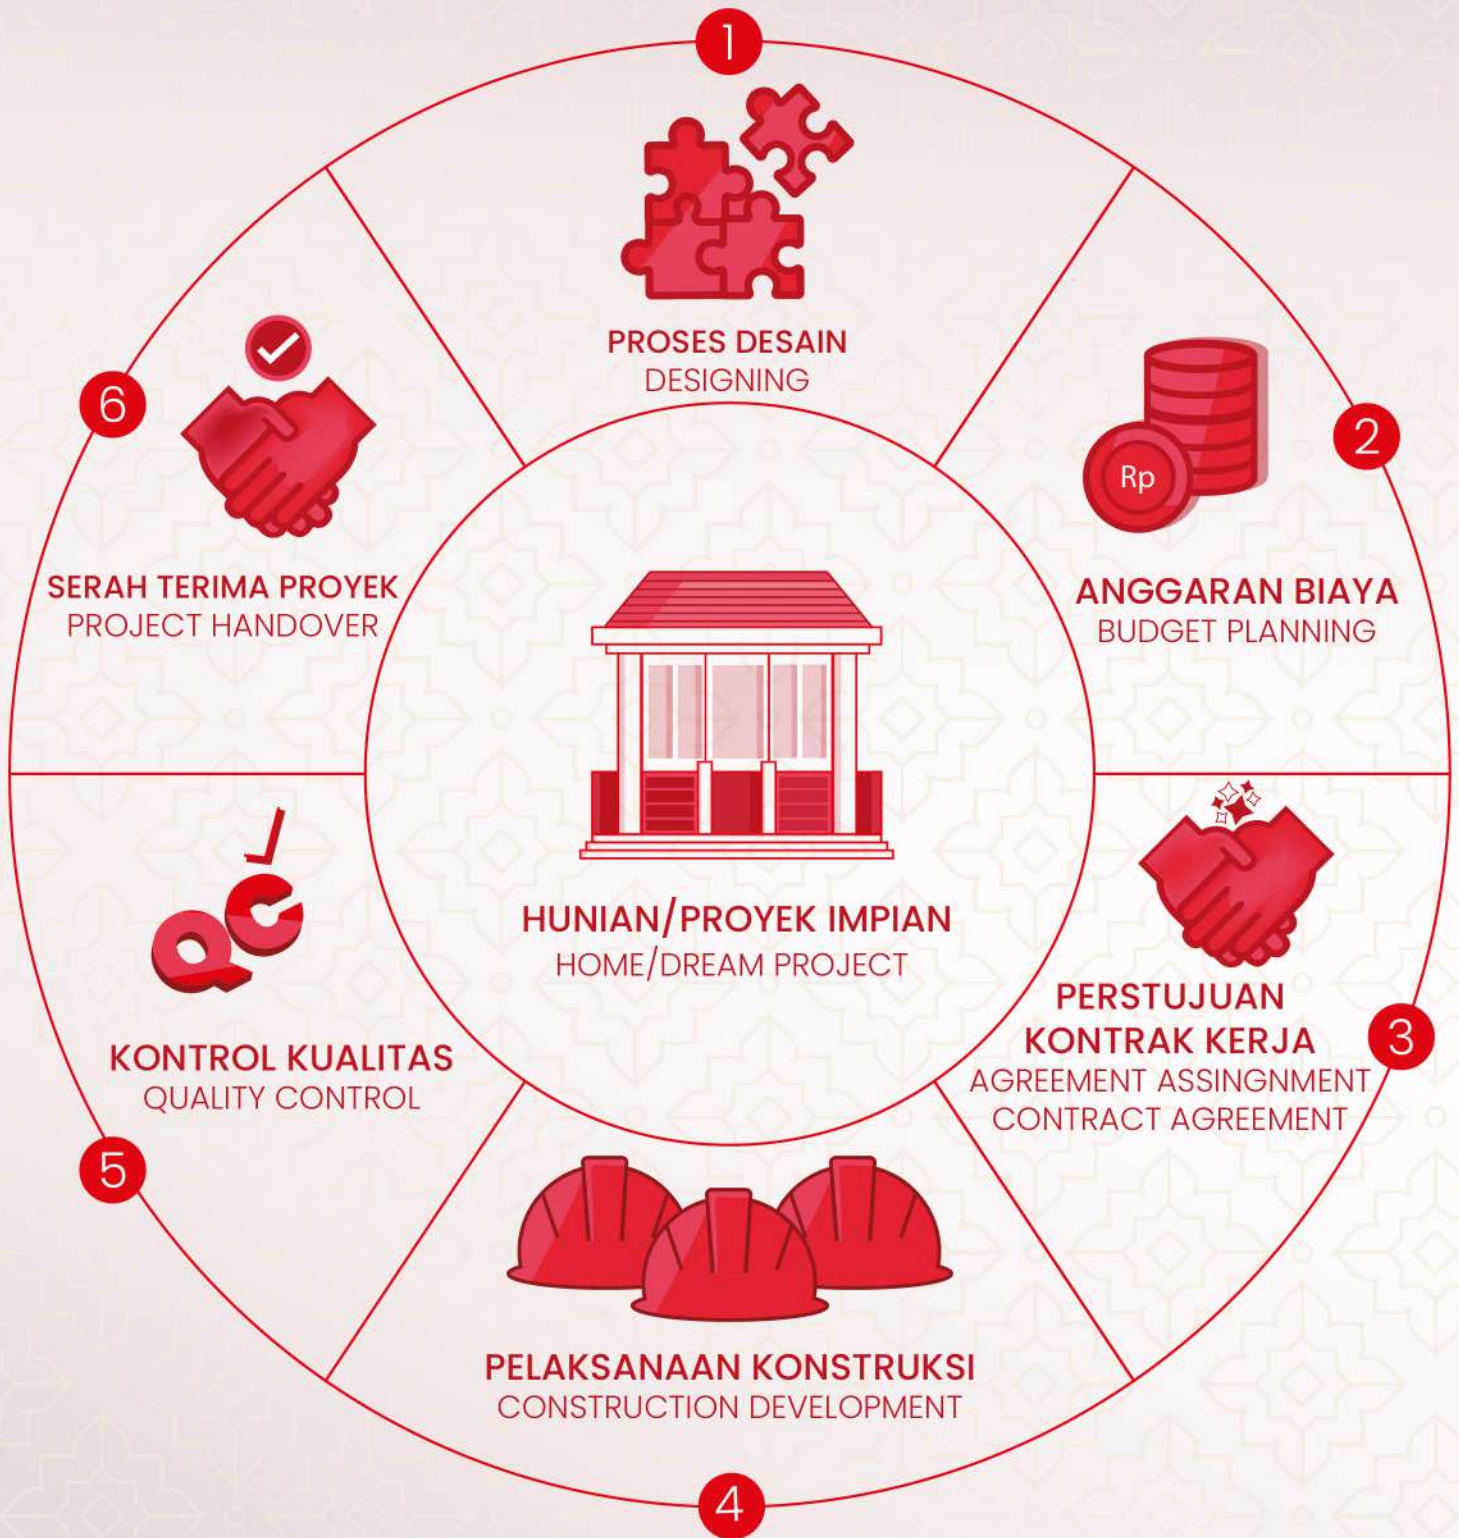 1
PROSES DESAIN
DESIGNING
2
Rp
ANGGARAN BIAYA
BUDGET PLANNING
3
PERSTUJUAN
KONTRAK KERJA
AGREEMENT ASSINGNMENT
CONTRACT AGREEMENT
4
PELAKSANAAN KONSTRUKSI
CONSTRUCTION DEVELOPMENT
5
QC
KONTROL KUALITAS
QUALITY CONTROL
6
SERAH TERIMA PROYEK
PROJECT HANDOVER
HUNIAN/PROYEK IMPIAN
HOME/DREAM PROJECT